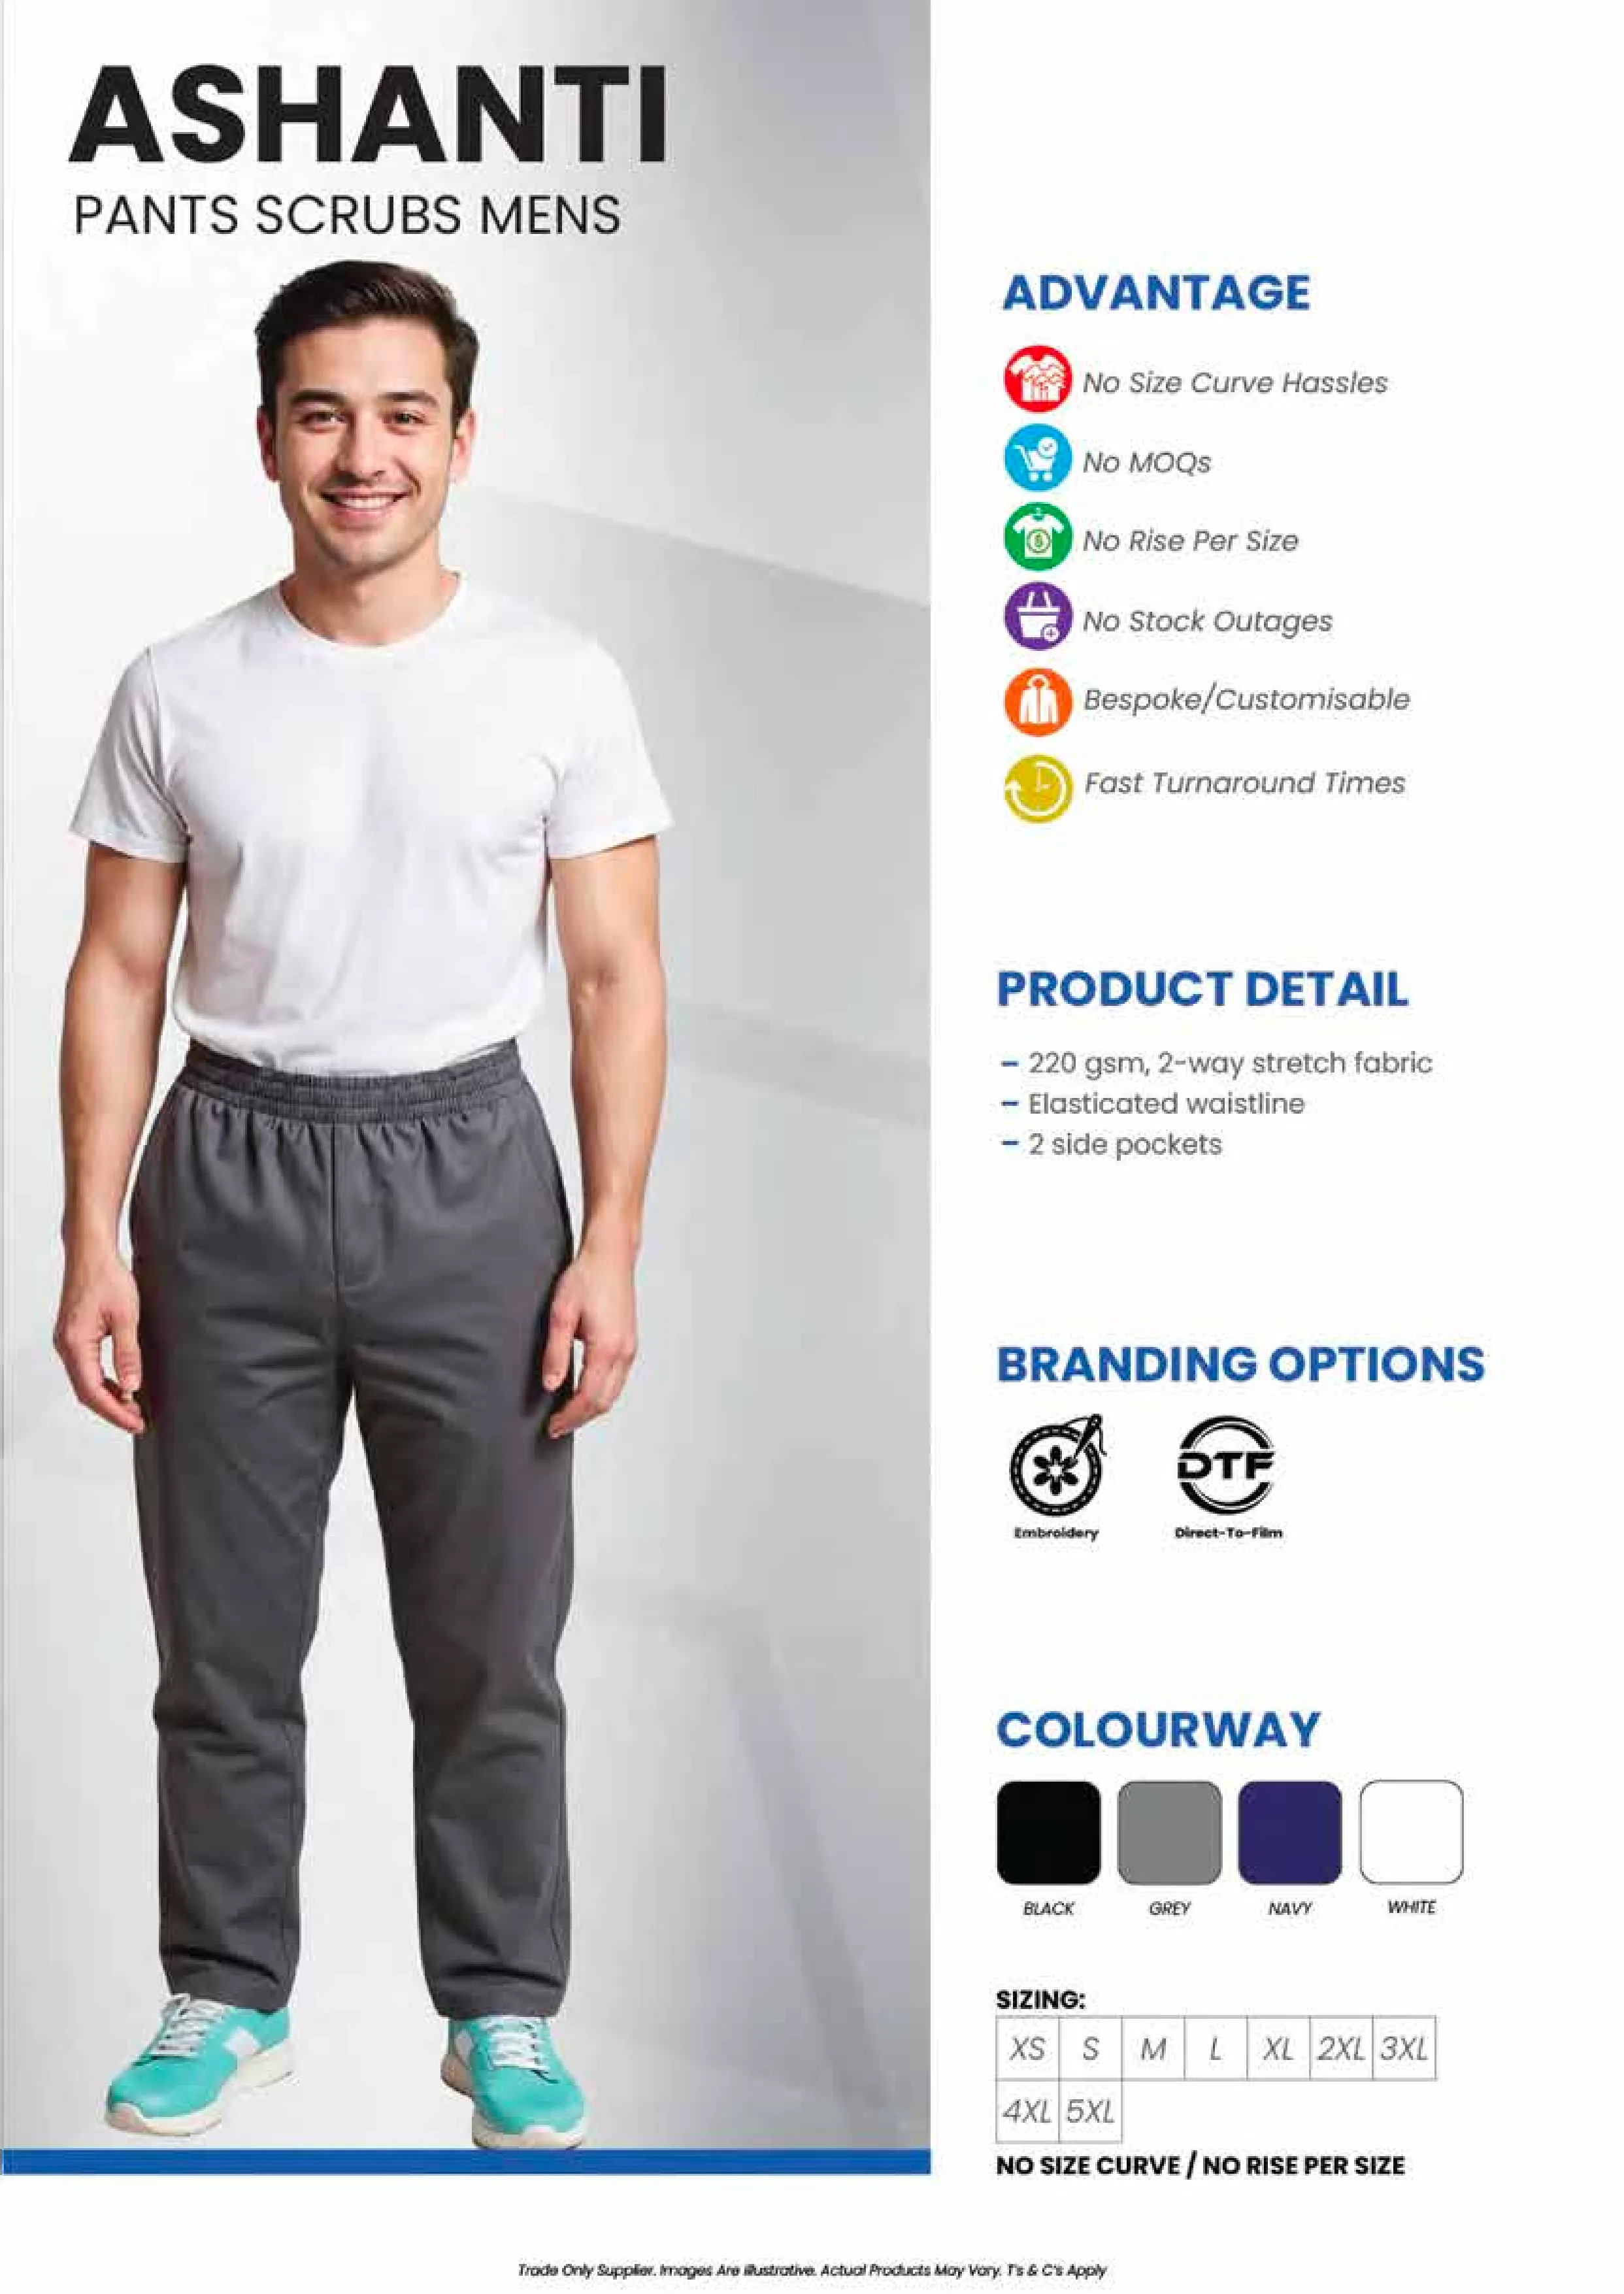 ASHANTI
PANTS SCRUBS MENS
ADVANTAGE
No Size Curve Hassles
No MOQs
No Rise Per Size
No Stock Outages
Bespoke/Customisable
Fast Turnaround Times
PRODUCT DETAIL
– 220 gsm, 2-way stretch fabric
– Elasticated waistline
– 2 side pockets
BRANDING OPTIONS
DTF
Embroidery Direct-To-Film
COLOURWAY
BLACK GREY NAVY WHITE
SIZING:
XS S M L XL 2XL 3XL
4XL 5XL
NO SIZE CURVE / NO RISE PER SIZE
Trade Only Supplier. Images Are illustrative. Actual Products May Vary. T's & C's Apply